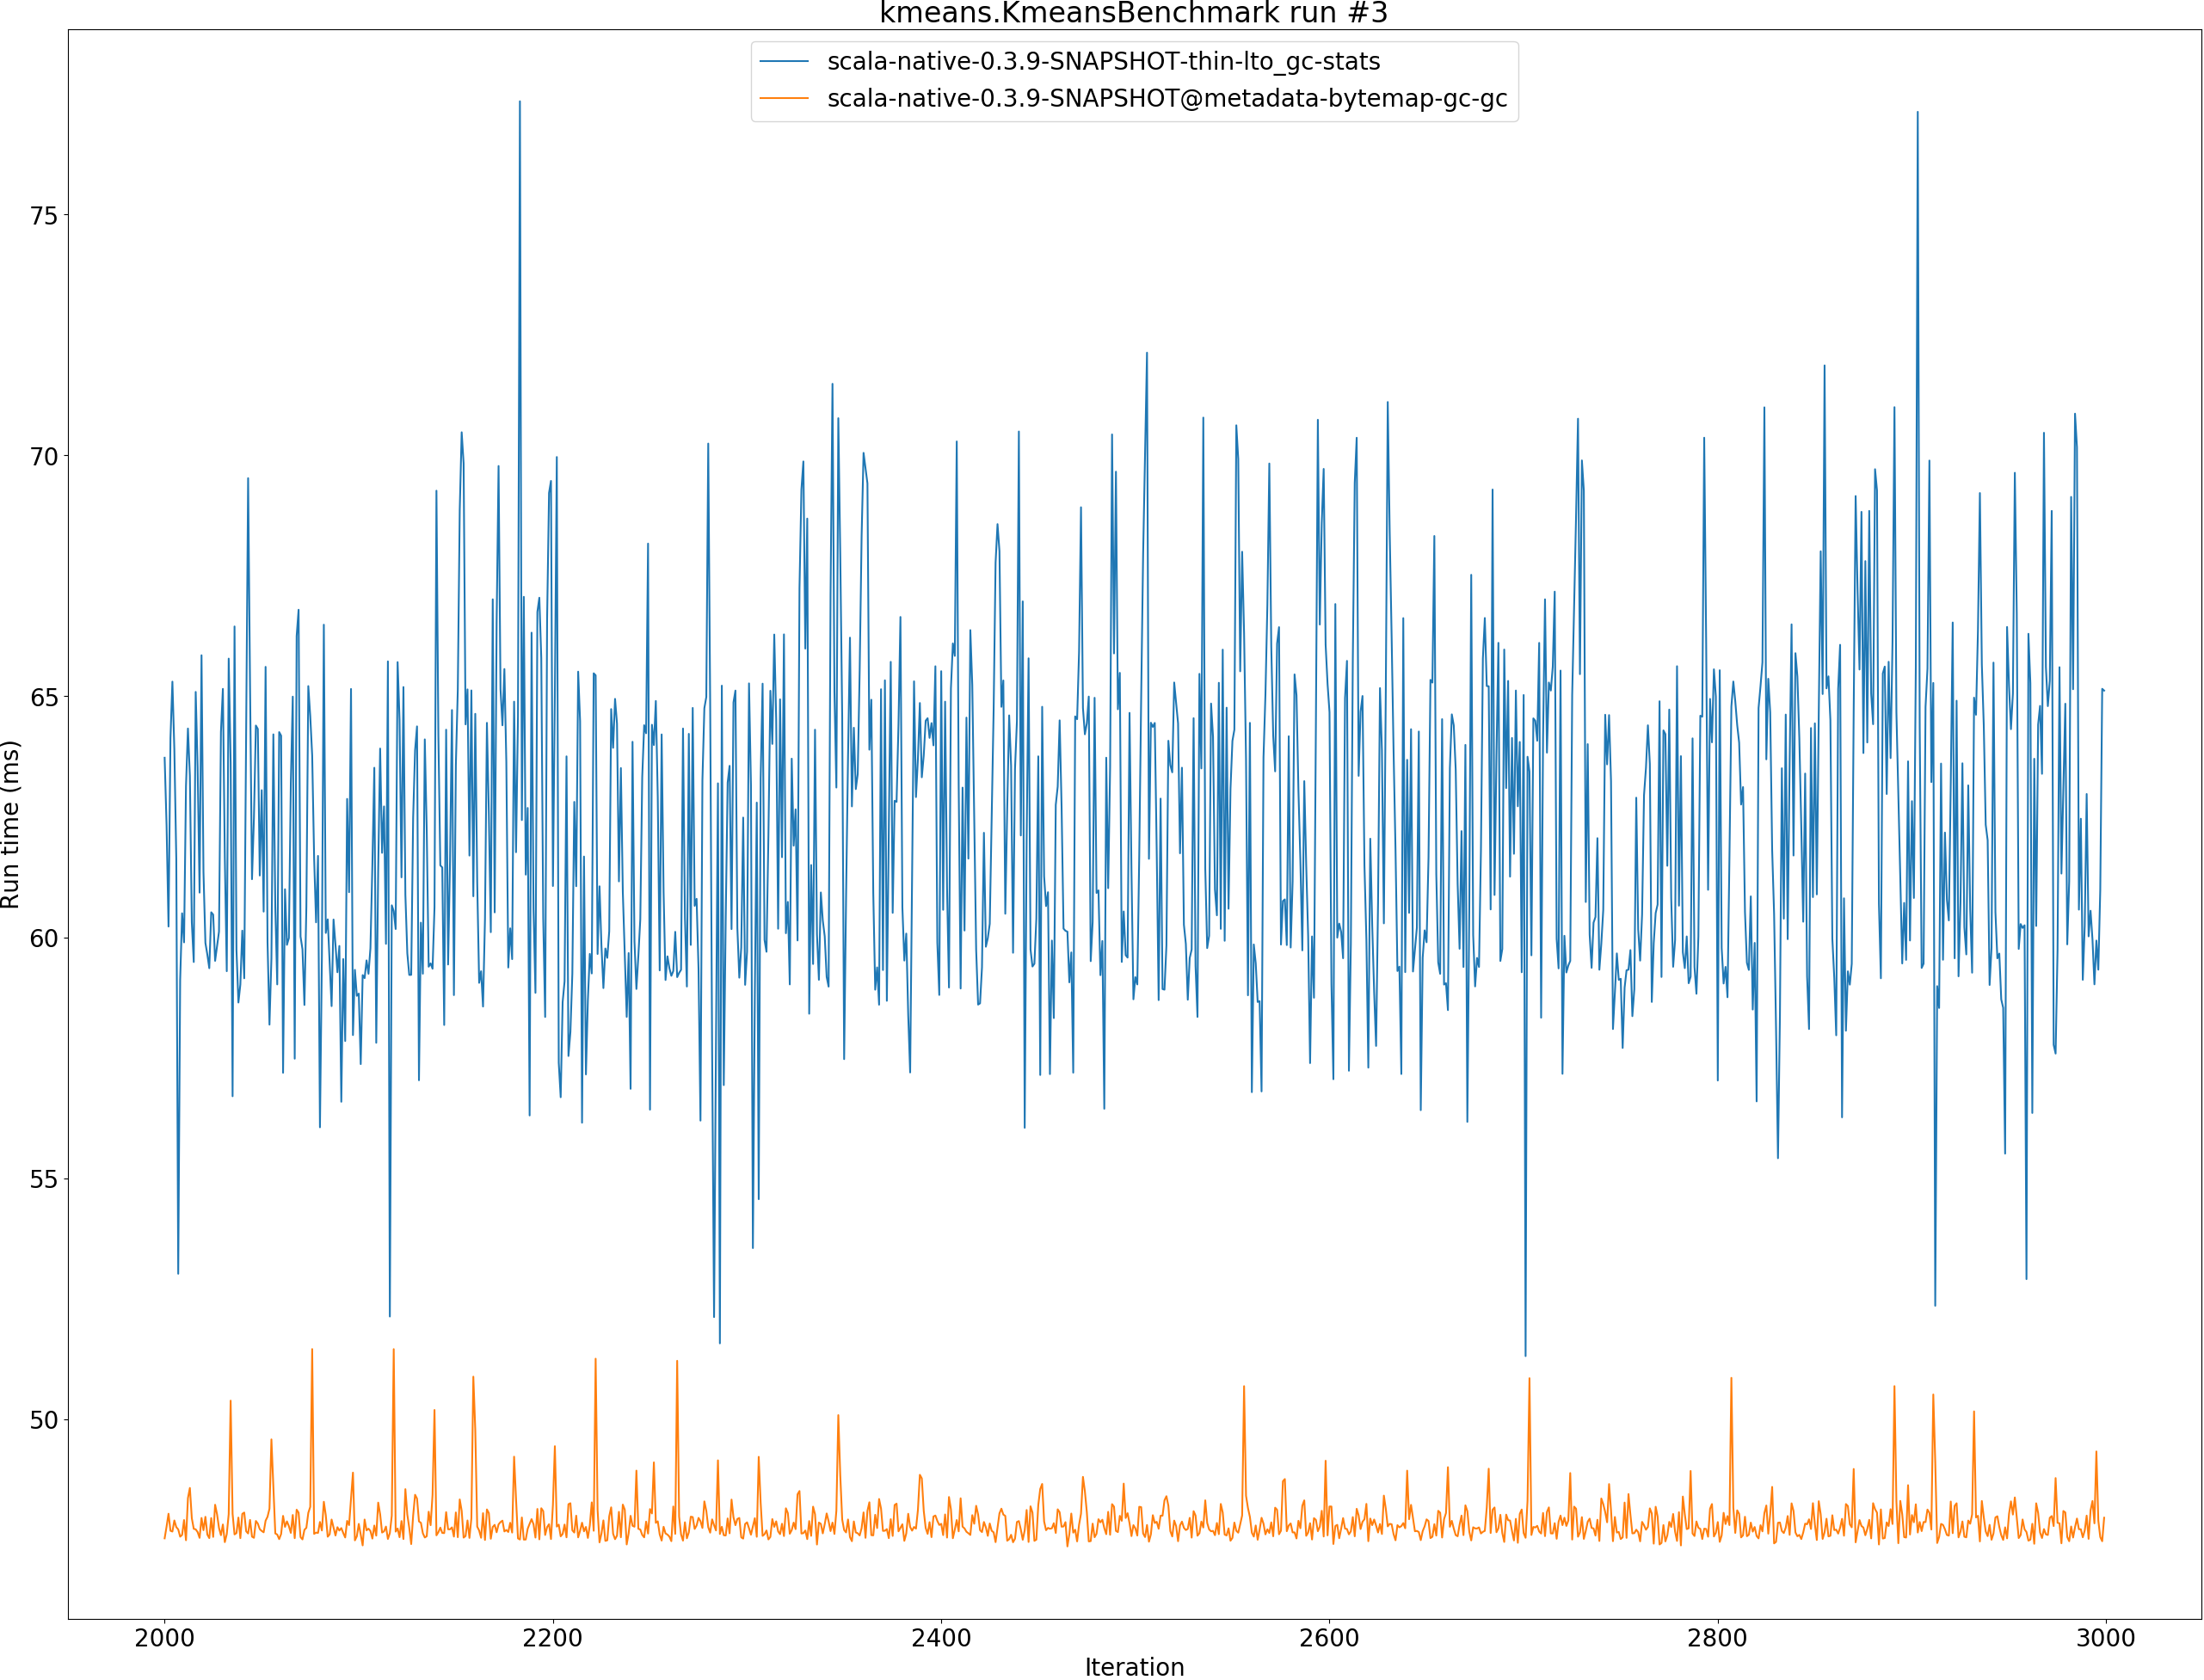 kmeans.KmeansBenchmark run #3
scala-native-0.3.9-SNAPSHOT-thin-lto_gc-stats
scala-native-0.3.9-SNAPSHOT@metadata-bytemap-gc-gc
75
70
65
60
55
50
Run time (ms)
2000 2200 2400 2600 2800 3000
Iteration